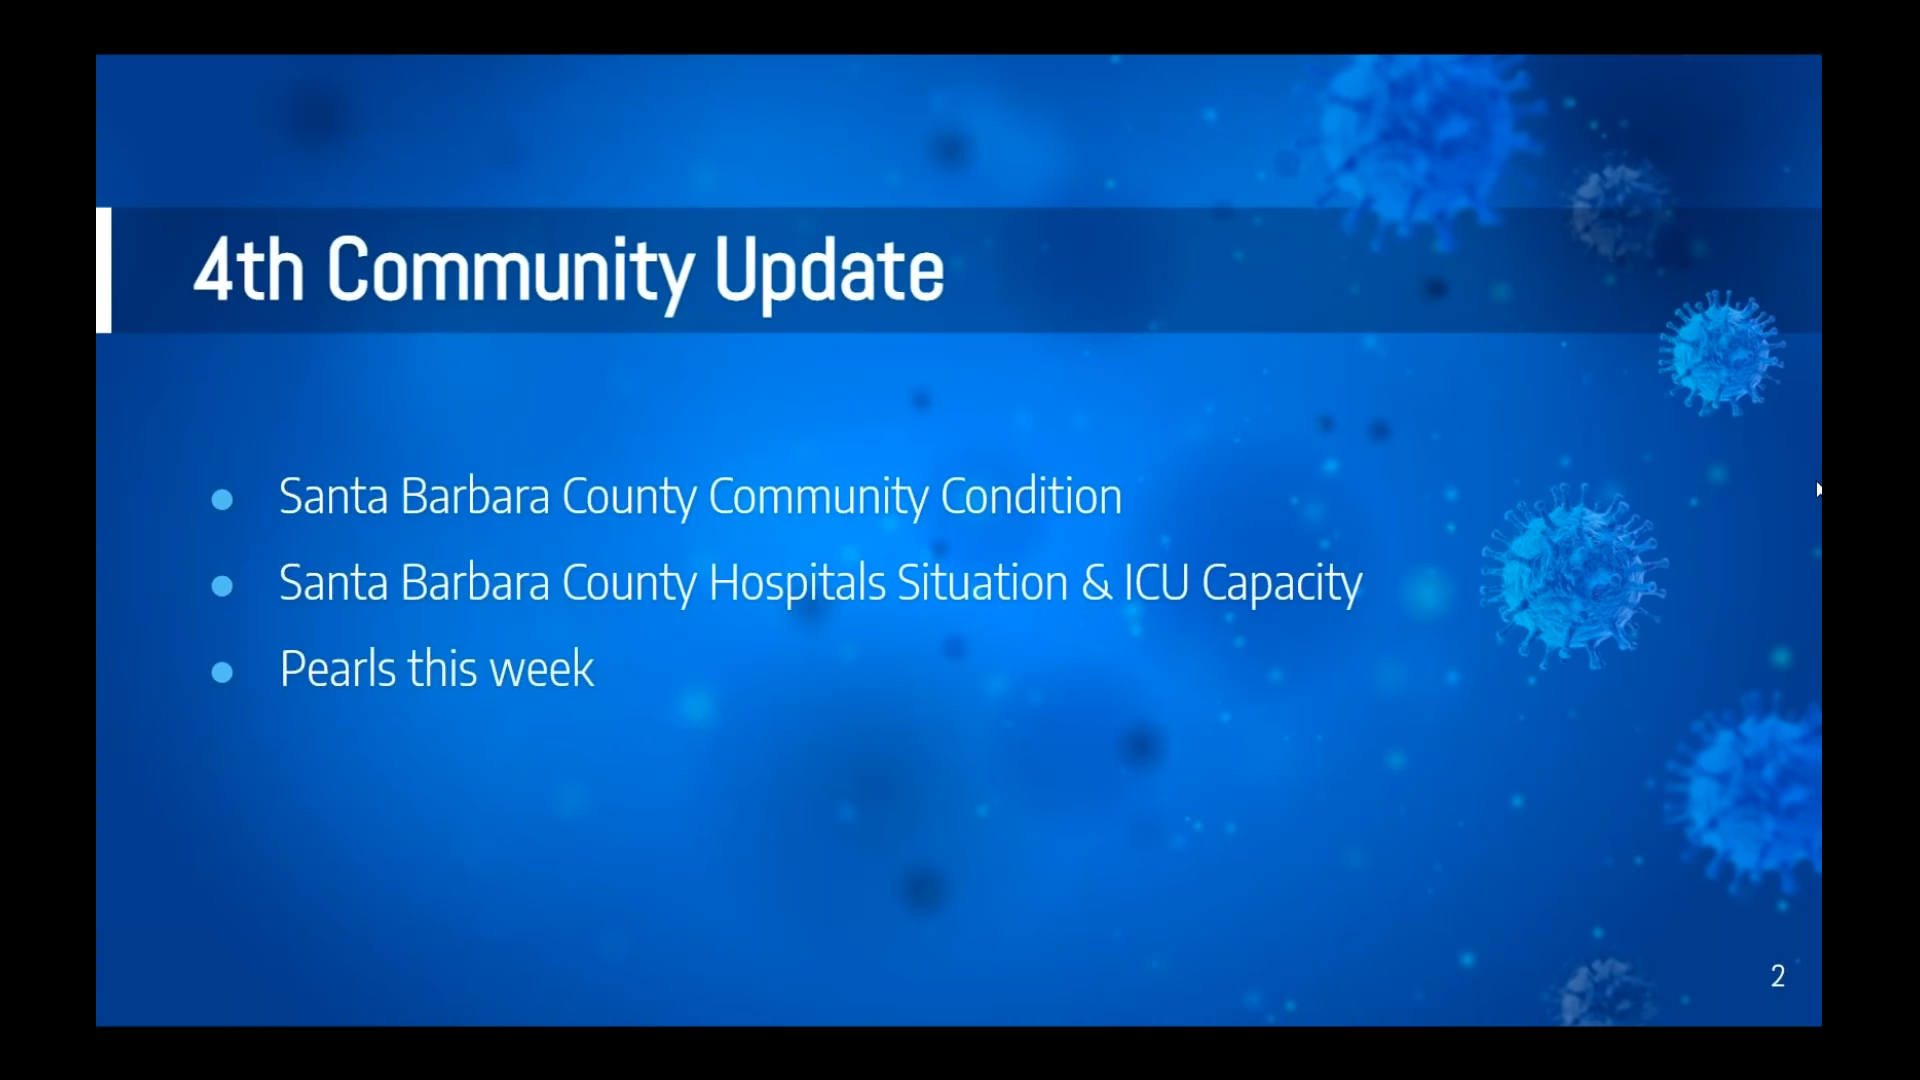 4th Community Update
Santa Barbara County Community Condition
Santa Barbara County Hospitals Situation & ICU Capacity
Pearls this week
2